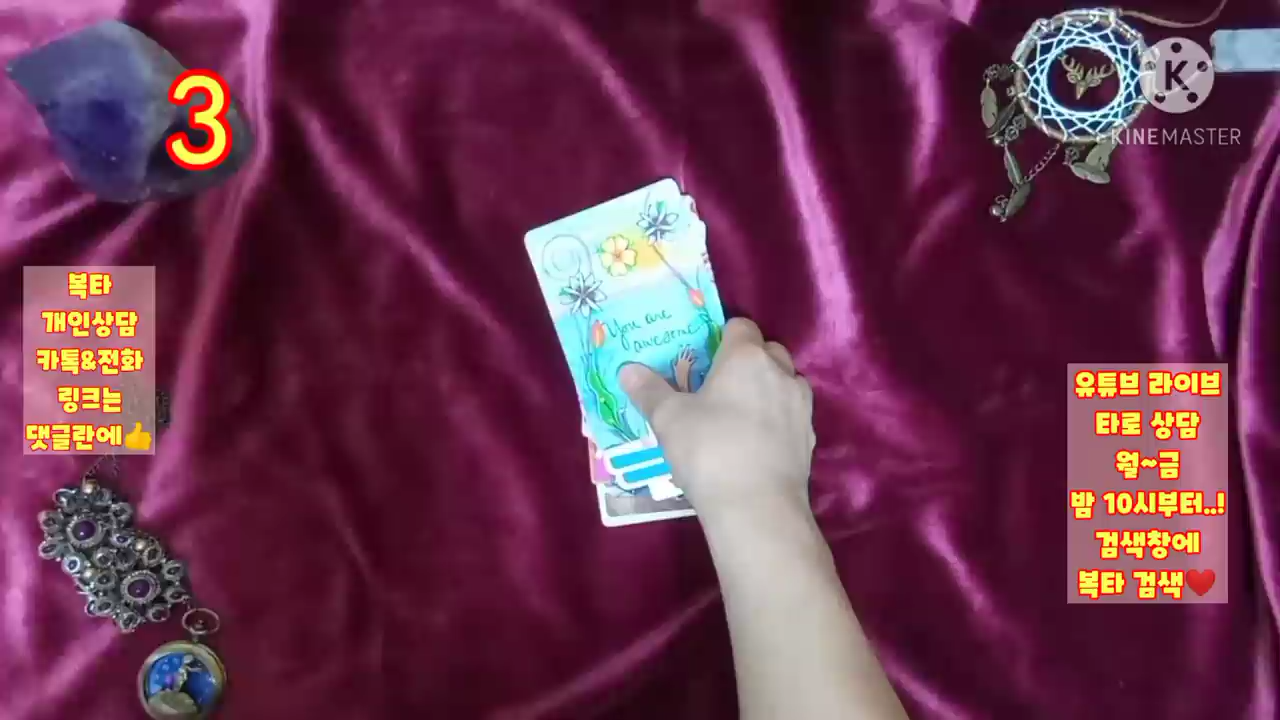 3
K
KINEMASTER
복타
개인상담
카톡&전화
링크는
댓글란에👍
You are
awesome
유튜브 라이브
타로 상담
월~금
밤 10시부터..!
검색창에
복타 검색♥️